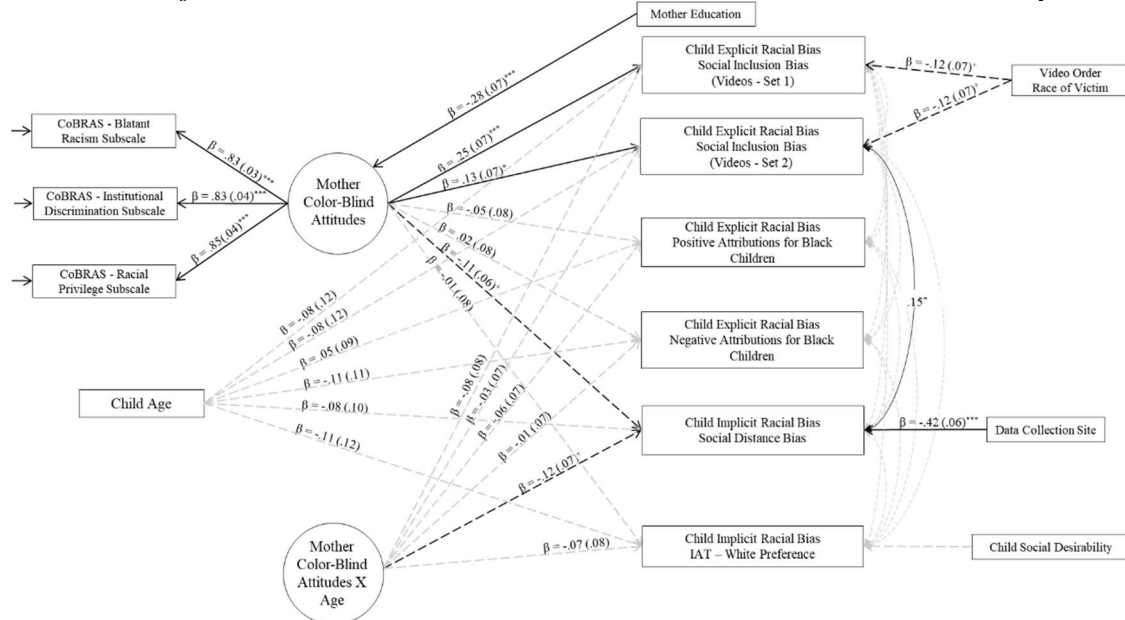 Mother Education
Child Explicit Racial Bias
Social Inclusion Bias
(Videos - Set 1)
β = -.12 (.07)⁺
Video Order
Race of Victim
β = -.12 (.07)⁺
β = -.28 (.07)***
CoBRAS - Blatant
Racism Subscale
β = .83 (.03)***
β = .25 (.07)***
Child Explicit Racial Bias
Social Inclusion Bias
(Videos - Set 2)
β = .13 (.07)*
Mother
Color-Blind
Attitudes
CoBRAS - Institutional
Discrimination Subscale
β = .83 (.04)***
β = .85 (.04)***
CoBRAS - Racial
Privilege Subscale
β = -.05 (.08)
β = .02 (.08)
β = -.11 (.06)⁺
β = -.01 (.08)
Child Explicit Racial Bias
Positive Attributions for Black
Children
β = -.08 (.12)
β = -.08 (.12)
β = .05 (.09)
β = -.11 (.11)
β = -.08 (.10)
β = -.11 (.12)
.15*
Child Explicit Racial Bias
Negative Attributions for Black
Children
Child Age
β = -.08 (.08)
β = -.03 (.07)
β = -.06 (.07)
β = -.01 (.07)
β = -.12 (.07)⁺
Child Implicit Racial Bias
Social Distance Bias
β = -.42 (.06)***
Data Collection Site
Mother
Color-Blind
Attitudes X
Age
β = -.07 (.08)
Child Implicit Racial Bias
IAT – White Preference
Child Social Desirability